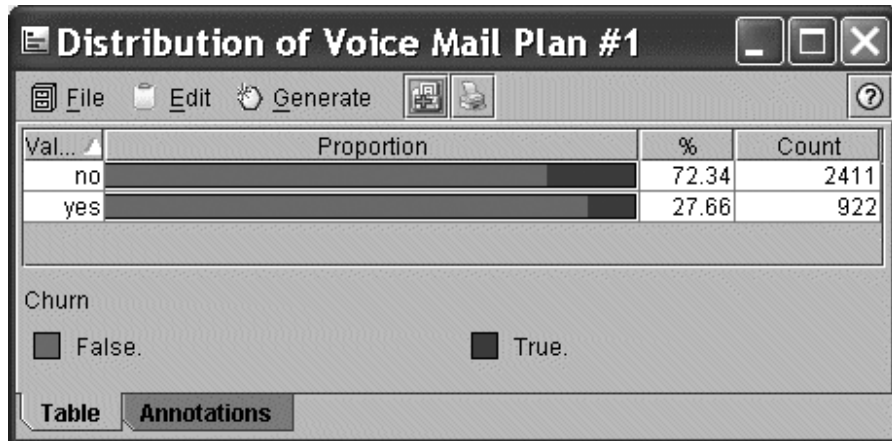 Distribution of Voice Mail Plan #1
File Edit Generate ?
Val... Proportion % Count
no 72.34 2411
yes 27.66 922
Churn
False. True.
Table Annotations